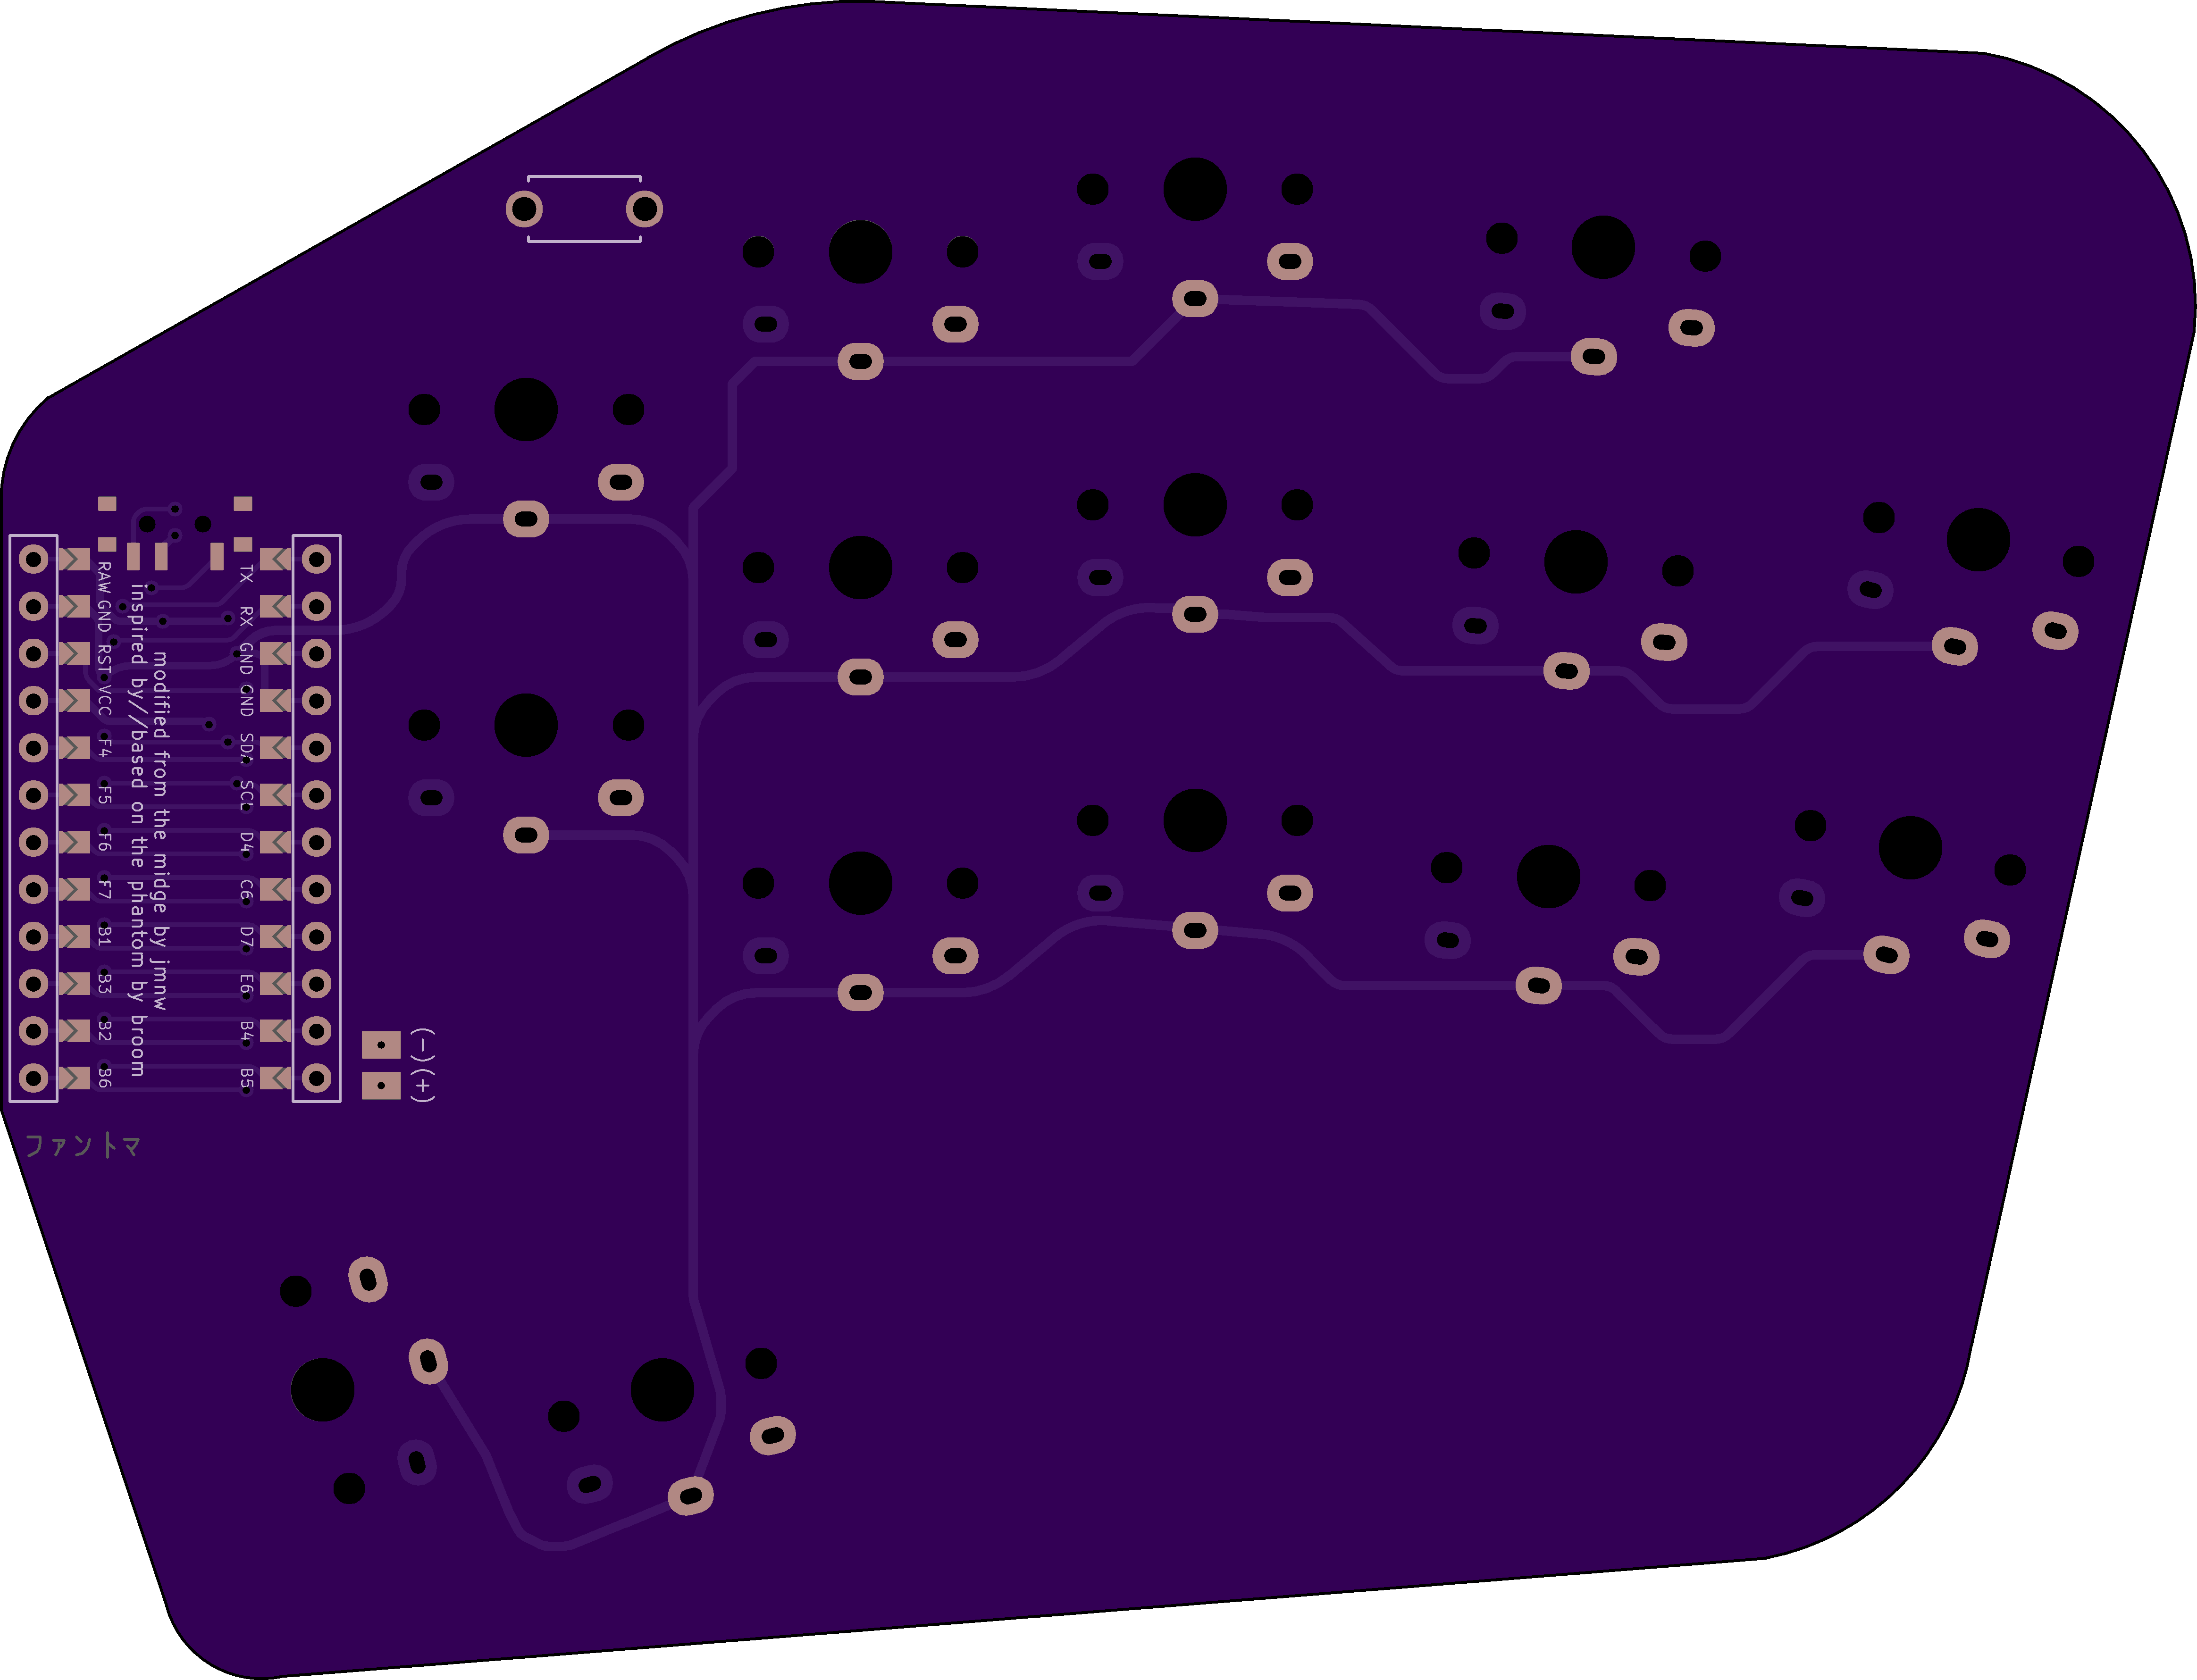 RAW
GND
RST
VCC
F4
F5
F6
F7
B1
B3
B2
B6
inspired by//based on the phantom by broom
modified from the midge by jmnw
TX
RX
GND
GND
SDA
SCL
D4
C6
D7
E6
B4
B5
(-)
(+)
ファントマ